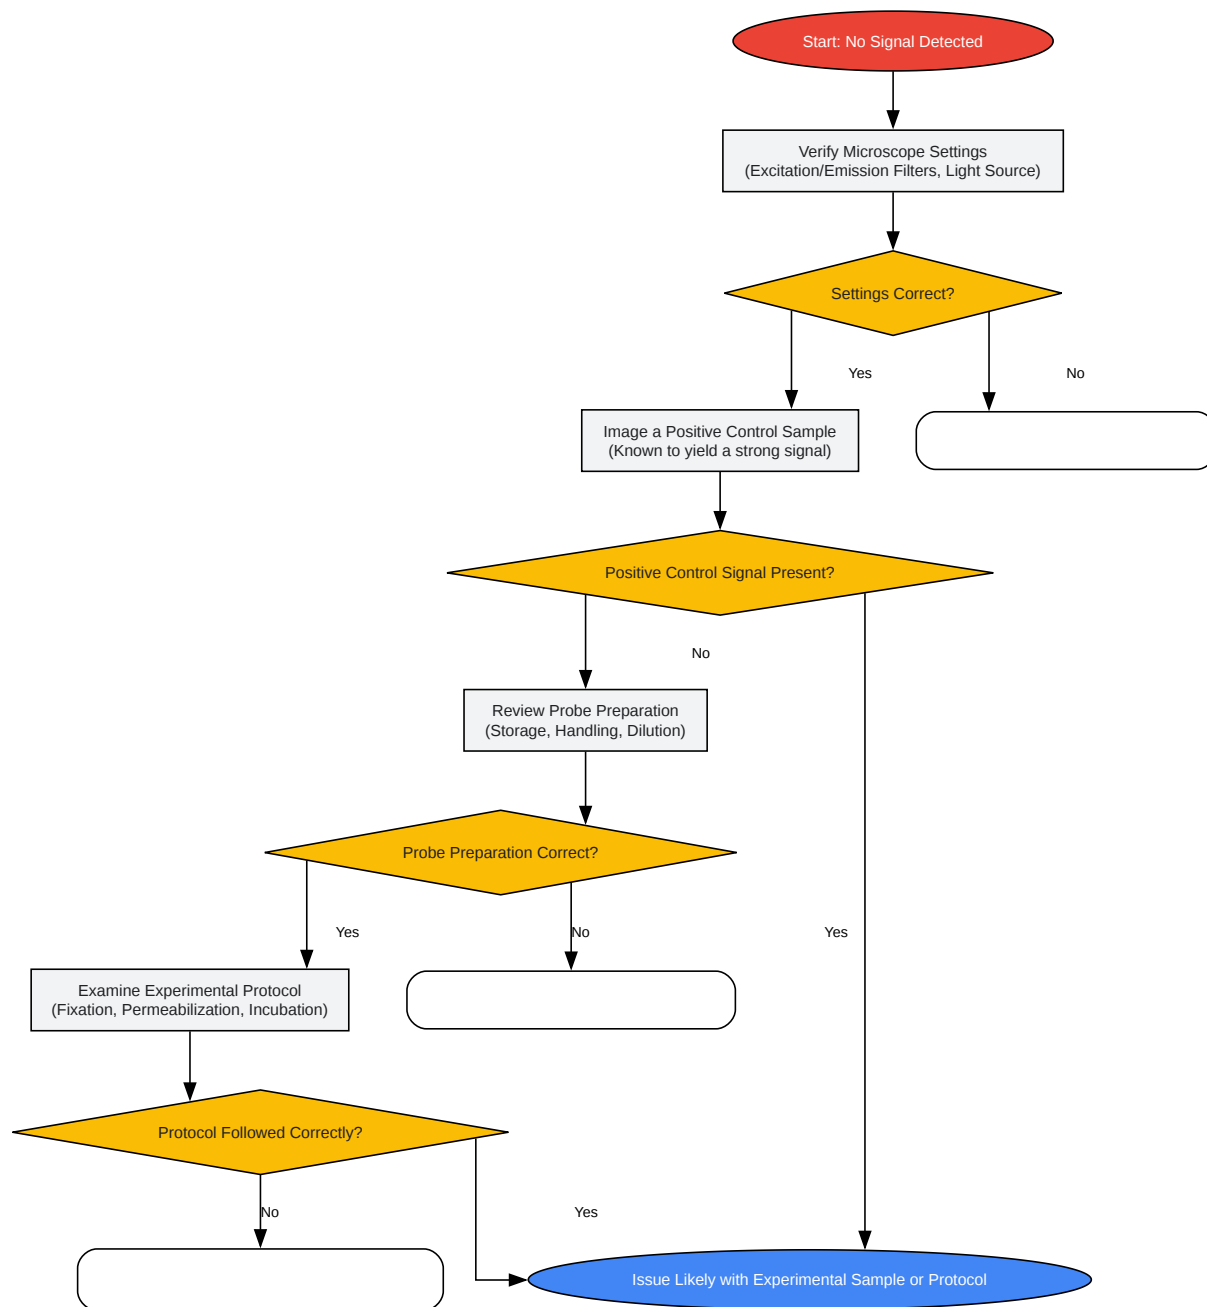 Start: No Signal Detected
Verify Microscope Settings
(Excitation/Emission Filters, Light Source)
Settings Correct?
Yes
No
Image a Positive Control Sample
(Known to yield a strong signal)
Positive Control Signal Present?
No
Review Probe Preparation
(Storage, Handling, Dilution)
Probe Preparation Correct?
Yes
No
Yes
Examine Experimental Protocol
(Fixation, Permeabilization, Incubation)
Protocol Followed Correctly?
No
Yes
Issue Likely with Experimental Sample or Protocol